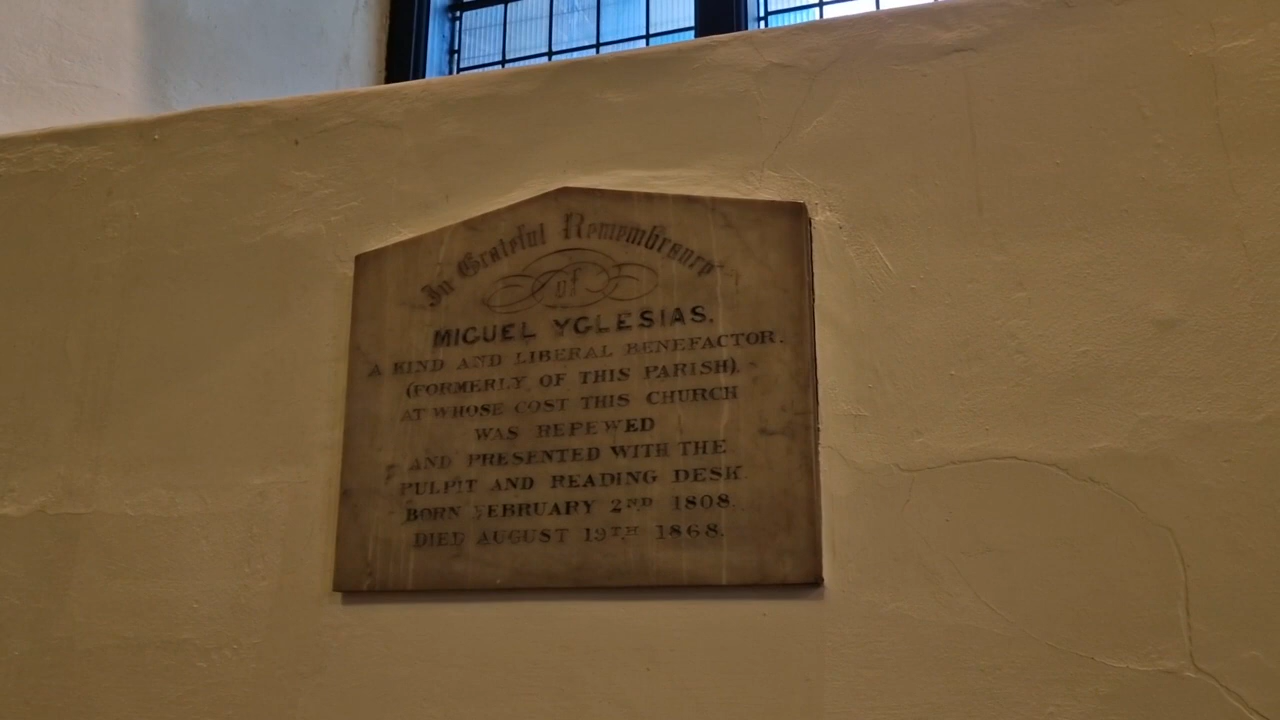 In Grateful Remembrance
of
MIGUEL YGLESIAS.
A KIND AND LIBERAL BENEFACTOR.
(FORMERLY OF THIS PARISH).
AT WHOSE COST THIS CHURCH
WAS REPEWED
AND PRESENTED WITH THE
PULPIT AND READING DESK.
BORN FEBRUARY 2ND 1808.
DIED AUGUST 19TH 1868.